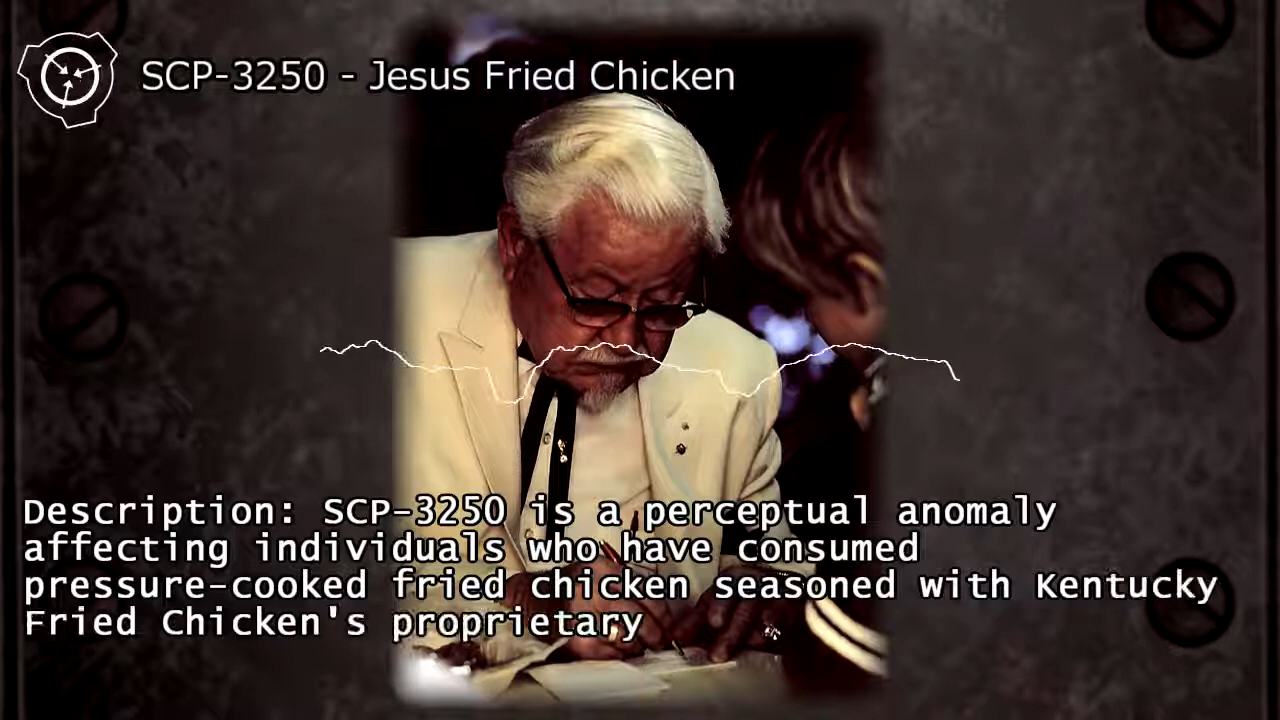 SCP-3250 - Jesus Fried Chicken
Description: SCP-3250 is a perceptual anomaly
affecting individuals who have consumed
pressure-cooked fried chicken seasoned with Kentucky
Fried Chicken's proprietary